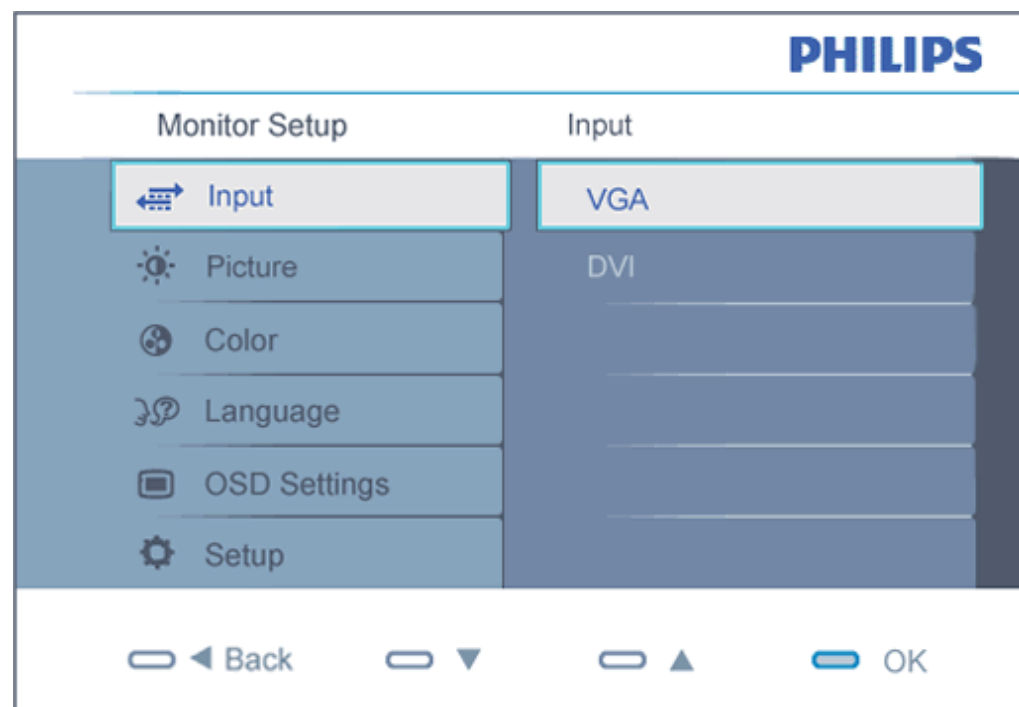 PHILIPS
Monitor Setup Input
Input VGA
Picture DVI
Color
Language
OSD Settings
Setup
Back OK